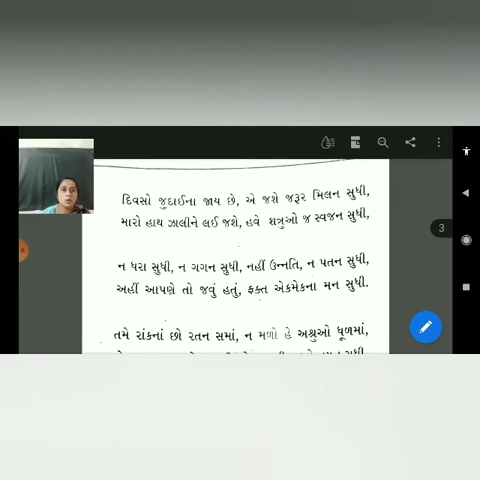 દિવસો જુદાઈના જાય છે, એ જશે જરૂર મિલન સુધી,
મારો હાથ ઝાલીને લઈ જશે, હવે શત્રુઓ જ સ્વજન સુધી,
3
ન ધરા સુધી, ન ગગન સુધી, નહીં ઉન્નતિ, ન પતન સુધી,
અહીં આપણે તો જવું હતું, ફક્ત એકમેકના મન સુધી.
તમે રાંકનાં છો રતન સમાં, ન મળો હે અશ્રુઓ ધૂળમાં,